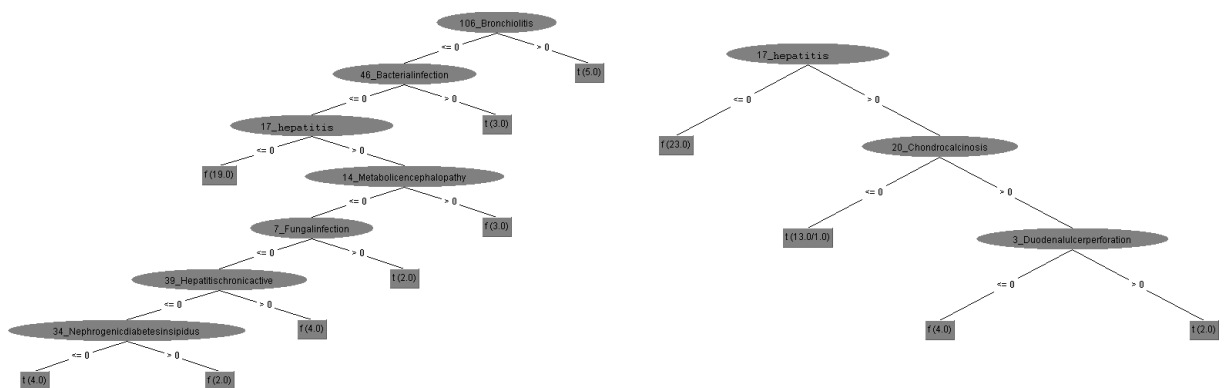 106_Bronchiolitis
<= 0
> 0
46_Bacterialinfection
t (5.0)
<= 0
> 0
17_hepatitis
t (3.0)
<= 0
> 0
f (19.0)
14_Metabolicencephalopathy
<= 0
> 0
7_Fungalinfection
f (3.0)
<= 0
> 0
39_Hepatitischronicactive
t (2.0)
<= 0
> 0
34_Nephrogenicdiabetesinsipidus
f (4.0)
<= 0
> 0
t (4.0)
f (2.0)
17_hepatitis
<= 0
> 0
f (23.0)
20_Chondrocalcinosis
<= 0
> 0
t (13.0/1.0)
3_Duodenalulcerperforation
<= 0
> 0
f (4.0)
t (2.0)